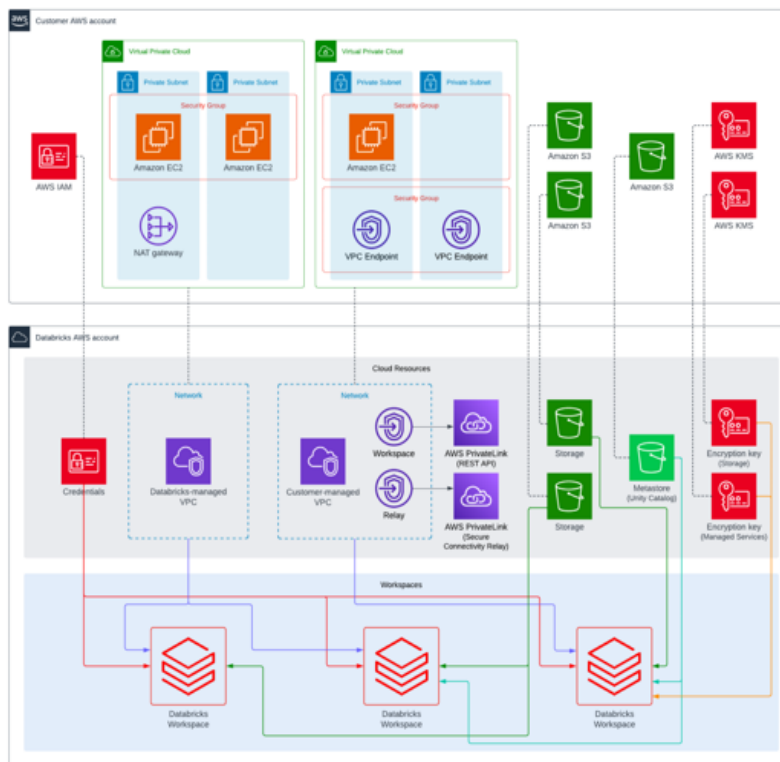 aws
Customer AWS account
Virtual Private Cloud
Virtual Private Cloud
Private Subnet
Private Subnet
Private Subnet
Private Subnet
Security Group
Security Group
Amazon EC2
Amazon EC2
Amazon EC2
AWS IAM
Amazon S3
Amazon S3
AWS KMS
Security Group
Amazon S3
AWS KMS
NAT gateway
VPC Endpoint
VPC Endpoint
Databricks AWS account
Cloud Resources
Network
Network
Workspace
AWS PrivateLink
(REST API)
Storage
Encryption key
(Storage)
Credentials
Databricks-managed
VPC
Customer-managed
VPC
Metastore
(Unity Catalog)
Relay
AWS PrivateLink
(Secure
Connectivity Relay)
Storage
Encryption key
(Managed Services)
Workspaces
Databricks
Workspace
Databricks
Workspace
Databricks
Workspace